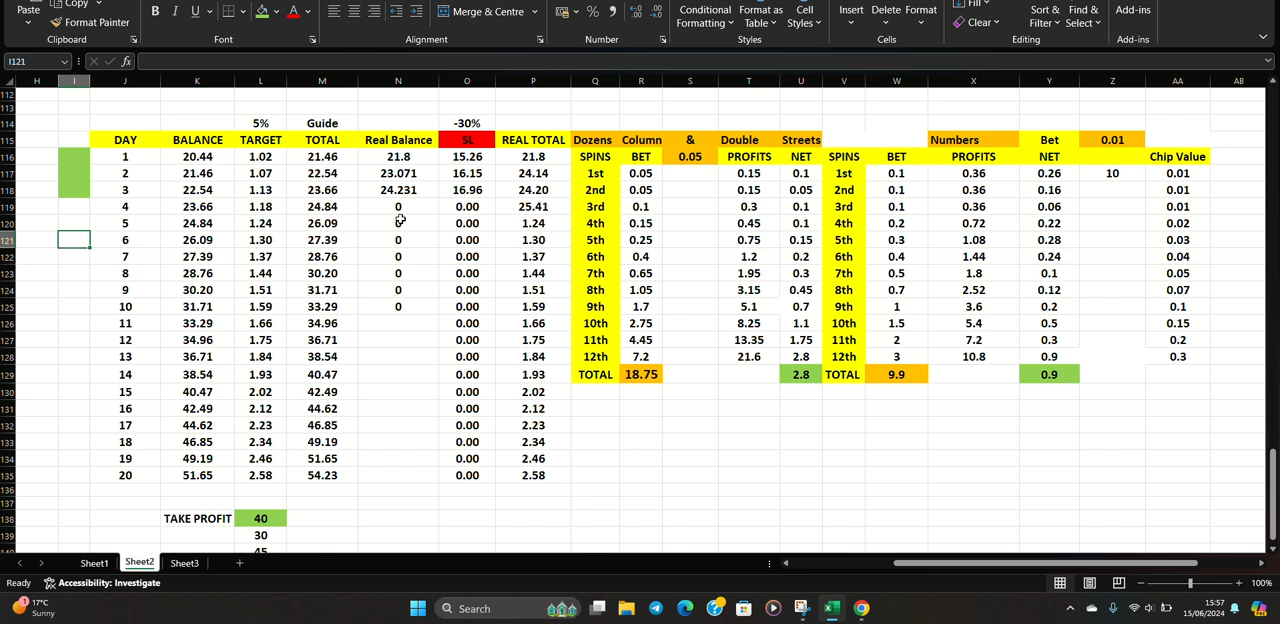 Paste Copy Format Painter Clipboard
B I U A Font
Merge & Centre Alignment
% 9 Number
Conditional Formatting Format as Table Cell Styles Styles
Insert Delete Format Cells
Fill Clear Sort & Filter Find & Select Editing
Add-ins Add-ins
I121 fx
H I J K L M N O P Q R S T U V W X Y Z AA AB
112
113
114 5% Guide -30%
115 DAY BALANCE TARGET TOTAL Real Balance SL REAL TOTAL Dozens Column & Double Streets Numbers Bet 0.01
116 1 20.44 1.02 21.46 21.8 15.26 21.8 SPINS BET 0.05 PROFITS NET SPINS BET PROFITS NET Chip Value
117 2 21.46 1.07 22.54 23.071 16.15 24.14 1st 0.05 0.15 0.1 1st 0.1 0.36 0.26 10 0.01
118 3 22.54 1.13 23.66 24.231 16.96 24.20 2nd 0.05 0.15 0.05 2nd 0.1 0.36 0.16 0.01
119 4 23.66 1.18 24.84 0 0.00 25.41 3rd 0.1 0.3 0.1 3rd 0.1 0.36 0.06 0.01
120 5 24.84 1.24 26.09 0 0.00 1.24 4th 0.15 0.45 0.1 4th 0.2 0.72 0.22 0.02
121 6 26.09 1.30 27.39 0 0.00 1.30 5th 0.25 0.75 0.15 5th 0.3 1.08 0.28 0.03
122 7 27.39 1.37 28.76 0 0.00 1.37 6th 0.4 1.2 0.2 6th 0.4 1.44 0.24 0.04
123 8 28.76 1.44 30.20 0 0.00 1.44 7th 0.65 1.95 0.3 7th 0.5 1.8 0.1 0.05
124 9 30.20 1.51 31.71 0 0.00 1.51 8th 1.05 3.15 0.45 8th 0.7 2.52 0.12 0.07
125 10 31.71 1.59 33.29 0 0.00 1.59 9th 1.7 5.1 0.7 9th 1 3.6 0.2 0.1
126 11 33.29 1.66 34.96 0.00 1.66 10th 2.75 8.25 1.1 10th 1.5 5.4 0.5 0.15
127 12 34.96 1.75 36.71 0.00 1.75 11th 4.45 13.35 1.75 11th 2 7.2 0.3 0.2
128 13 36.71 1.84 38.54 0.00 1.84 12th 7.2 21.6 2.8 12th 3 10.8 0.9 0.3
129 14 38.54 1.93 40.47 0.00 1.93 TOTAL 18.75 2.8 TOTAL 9.9 0.9
130 15 40.47 2.02 42.49 0.00 2.02
131 16 42.49 2.12 44.62 0.00 2.12
132 17 44.62 2.23 46.85 0.00 2.23
133 18 46.85 2.34 49.19 0.00 2.34
134 19 49.19 2.46 51.65 0.00 2.46
135 20 51.65 2.58 54.23 0.00 2.58
136
137
138 TAKE PROFIT 40
139 30
140 45
Sheet1 Sheet2 Sheet3 +
Ready Accessibility: Investigate 100%
17°C
Sunny
Search
15:57
15/06/2024